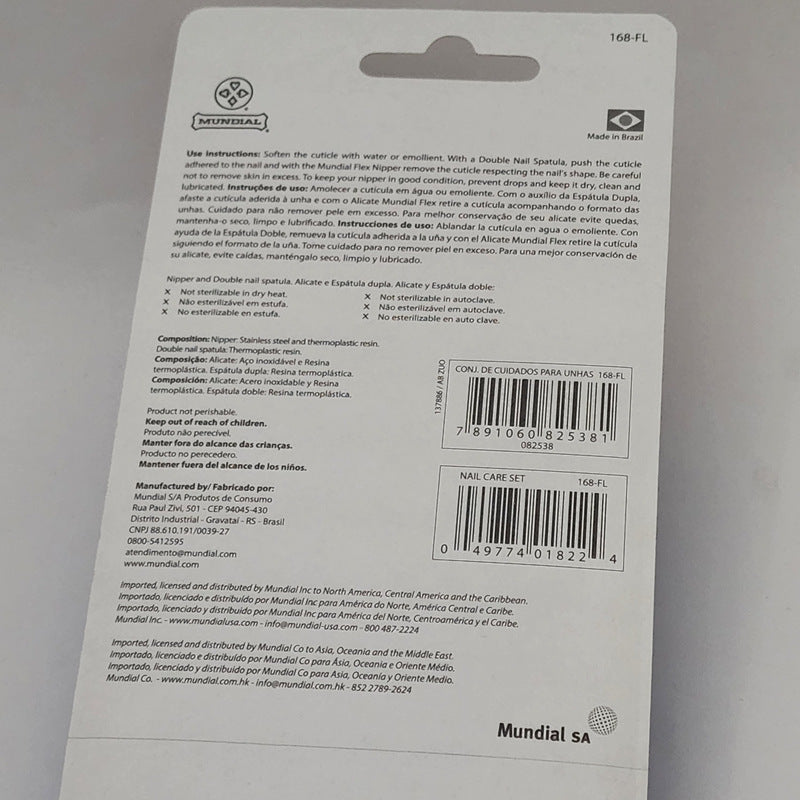 168-FL
MUNDIAL
Made in Brazil
Use Instructions: Soften the cuticle with water or emollient. With a Double Nail Spatula, push the cuticle
adhered to the nail and with the Mundial Flex Nipper remove the cuticle respecting the nail's shape. Be careful
not to remove skin in excess. To keep your nipper in good condition, prevent drops and keep it dry, clean and
lubricated. Instruções de uso: Amolecer a cutícula em água ou emoliente. Com o auxílio da Espátula Dupla,
afaste a cutícula aderida à unha e com o Alicate Mundial Flex retire a cutícula acompanhando o formato das
unhas. Cuidado para não remover pele em excesso. Para melhor conservação de seu alicate evite quedas,
mantenha-o seco, limpo e lubrificado. Instrucciones de uso: Ablandar la cutícula en agua o emoliente. Con
ayuda de la Espátula Doble, remueva la cutícula adherida a la uña y con el Alicate Mundial Flex retire la cutícula
siguiendo el formato de la uña. Tome cuidado para no remover piel en exceso. Para una mejor conservación de
su alicate, evite caídas, manténgalo seco, limpio y lubricado.
Nipper and Double nail spatula. Alicate e Espátula dupla. Alicate y Espátula doble:
X Not sterilizable in dry heat.
X Não esterilizável em estufa.
X No esterilizable en estufa.
X Not sterilizable in autoclave.
X Não esterilizável em autoclave.
X No esterilizable en auto clave.
Composition: Nipper: Stainless steel and thermoplastic resin.
Double nail spatula: Thermoplastic resin.
Composição: Alicate: Aço inoxidável e Resina
termoplástica. Espátula dupla: Resina termoplástica.
Composición: Alicate: Acero inoxidable y Resina
termoplástica. Espátula doble: Resina termoplástica.
Product not perishable.
Keep out of reach of children.
Produto não perecível.
Manter fora do alcance das crianças.
Producto no perecedero.
Mantener fuera del alcance de los niños.
137886 / AB ZUO
CONJ. DE CUIDADOS PARA UNHAS 168-FL
7 891060 825381
082538
NAIL CARE SET 168-FL
0 49774 01822 4
Manufactured by/ Fabricado por:
Mundial S/A Produtos de Consumo
Rua Paul Zivi, 501 - CEP 94045-430
Distrito Industrial - Gravataí - RS - Brasil
CNPJ 88.610.191/0039-27
0800-5412595
atendimento@mundial.com
www.mundial.com
Imported, licensed and distributed by Mundial Inc to North America, Central America and the Caribbean.
Importado, licenciado e distribuído por Mundial Inc para América do Norte, América Central e Caribe.
Importado, licenciado y distribuido por Mundial Inc para América del Norte, Centroamérica y el Caribe.
Mundial Inc. - www.mundialusa.com - info@mundial-usa.com - 800 487-2224
Imported, licensed and distributed by Mundial Co to Asia, Oceania and the Middle East.
Importado, licenciado e distribuído por Mundial Co para Ásia, Oceania e Oriente Médio.
Importado, licenciado y distribuido por Mundial Co para Asia, Oceanía y Oriente Medio.
Mundial Co. - www.mundial.com.hk - info@mundial.com.hk - 852 2789-2624
Mundial SA